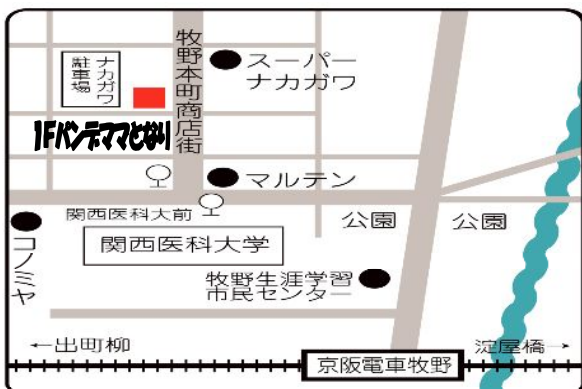 牧野本町商店街
スーパー
ナカガワ
ナカガワ
駐車場
1Fパンデママとなり
マルテン
関西医科大前
公園
公園
関西医科大学
コノミヤ
牧野生涯学習
市民センター
←出町柳
淀屋橋→
京阪電車牧野